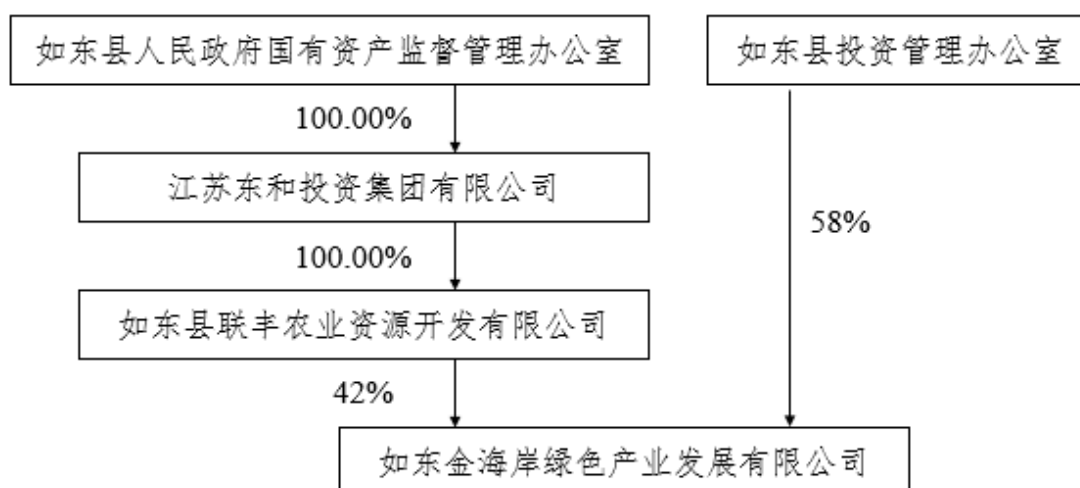 如东县人民政府国有资产监督管理办公室
如东县投资管理办公室
100.00%
江苏东和投资集团有限公司
58%
100.00%
如东县联丰农业资源开发有限公司
42%
如东金海岸绿色产业发展有限公司